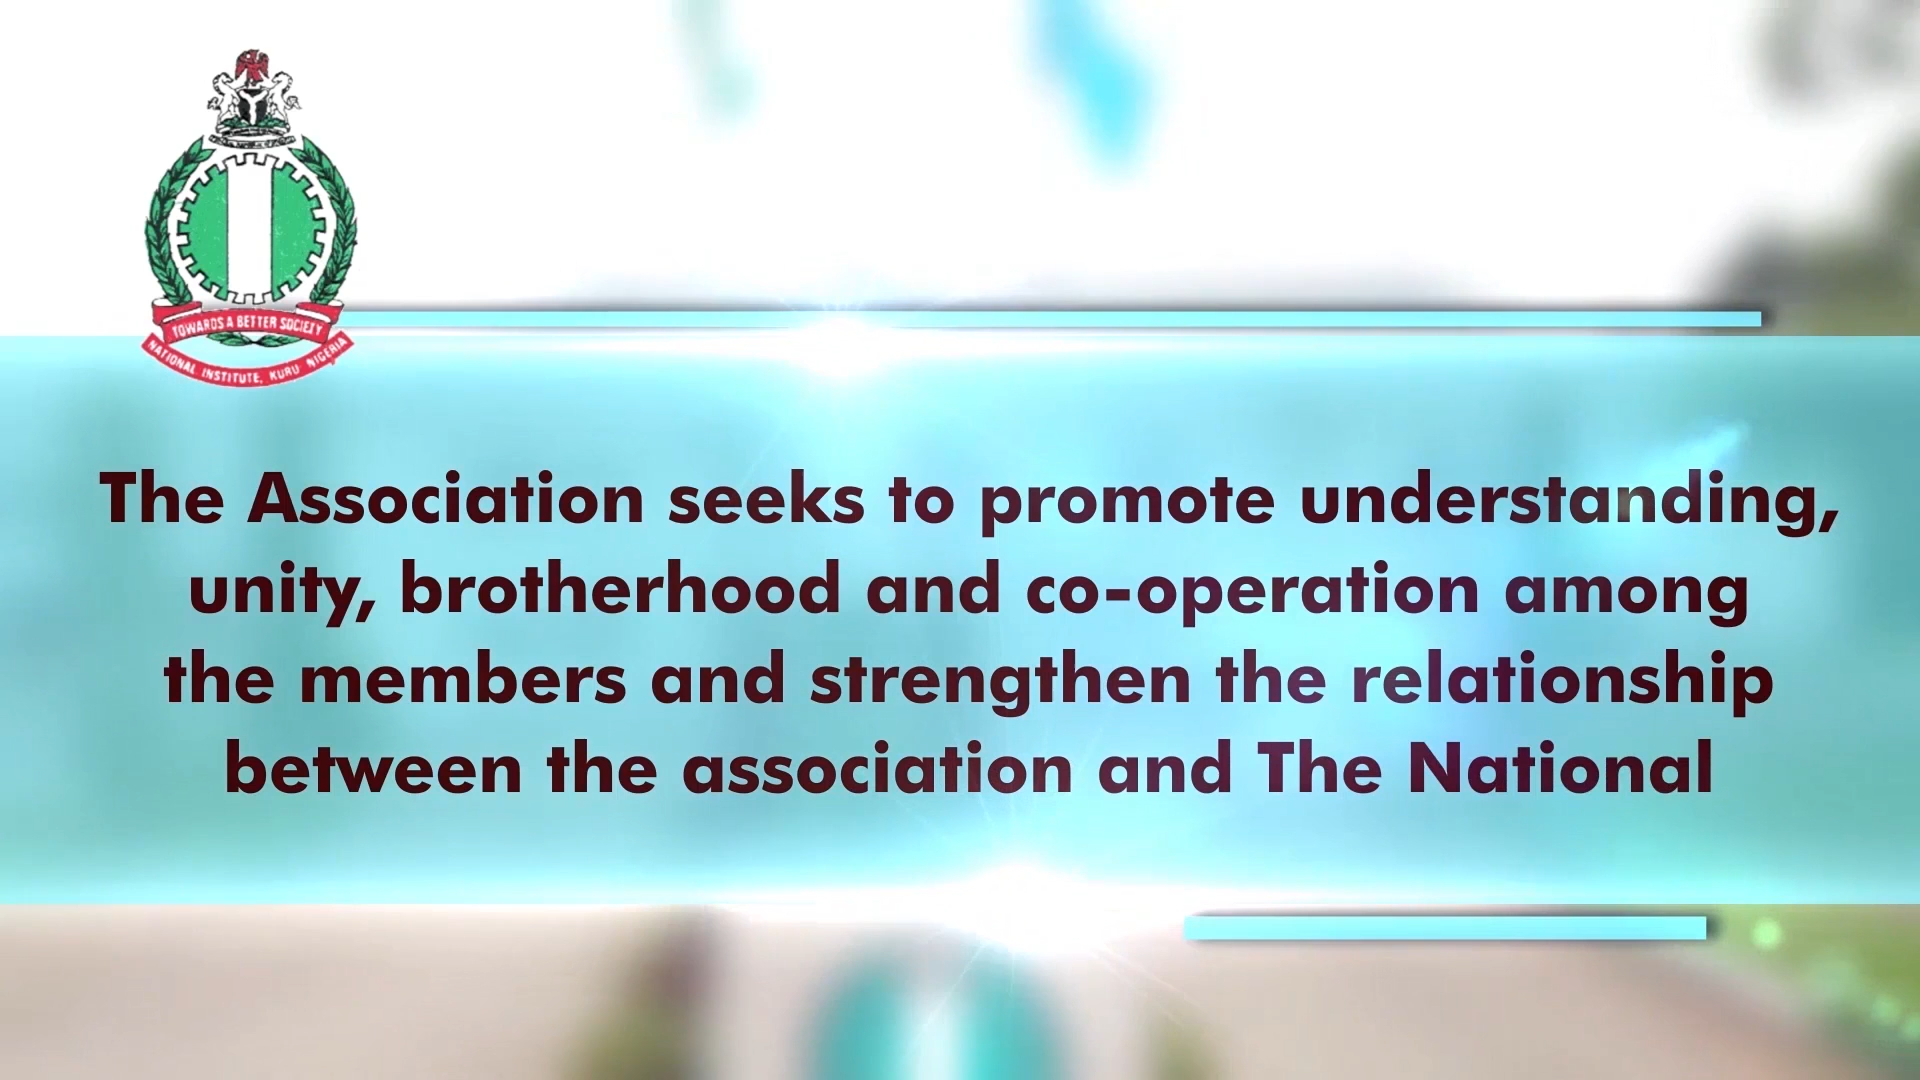 TOWARDS A BETTER SOCIETY
NATIONAL INSTITUTE, KURU NIGERIA
The Association seeks to promote understanding,
unity, brotherhood and co-operation among
the members and strengthen the relationship
between the association and The National